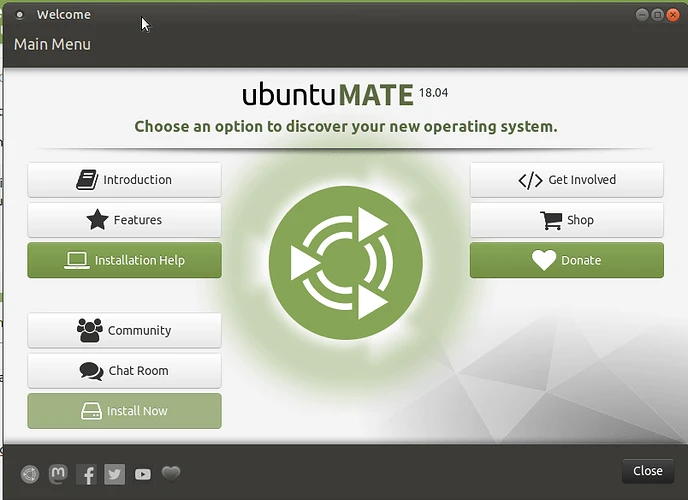 Welcome
Main Menu
ubuntuMATE 18.04
Choose an option to discover your new operating system.
Introduction
Features
Installation Help
Community
Chat Room
Install Now
Get Involved
Shop
Donate
Close